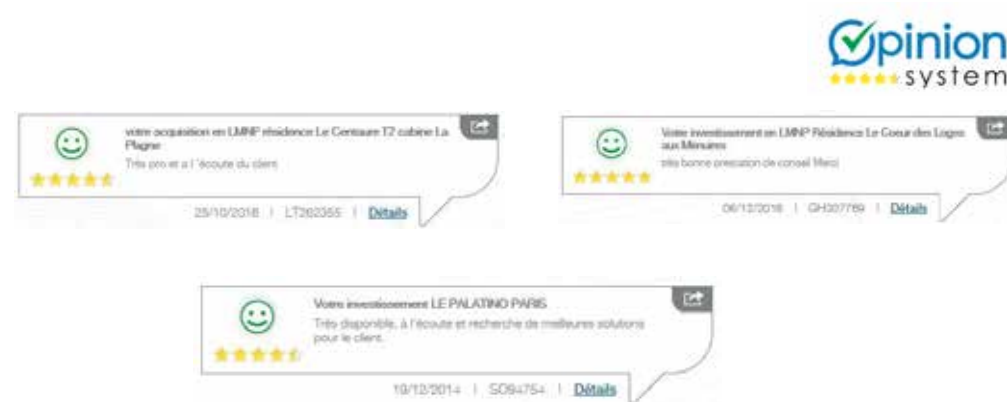 Opinion
system
votre acquisition en LMNP résidence Le Centaure T2 cabine La
Plagne
Très pro et a l 'écoute du client
25/10/2018 | LT262355 | Détails
Votre investissement en LMNP Résidence Le Coeur des Loges
aux Menuires
très bonne prestation de conseil Merci
06/12/2016 | GH307769 | Détails
Votre investissement LE PALATINO PARIS
Très disponible, à l'écoute et recherche de meilleures solutions
pour le client.
19/12/2014 | SO94754 | Détails